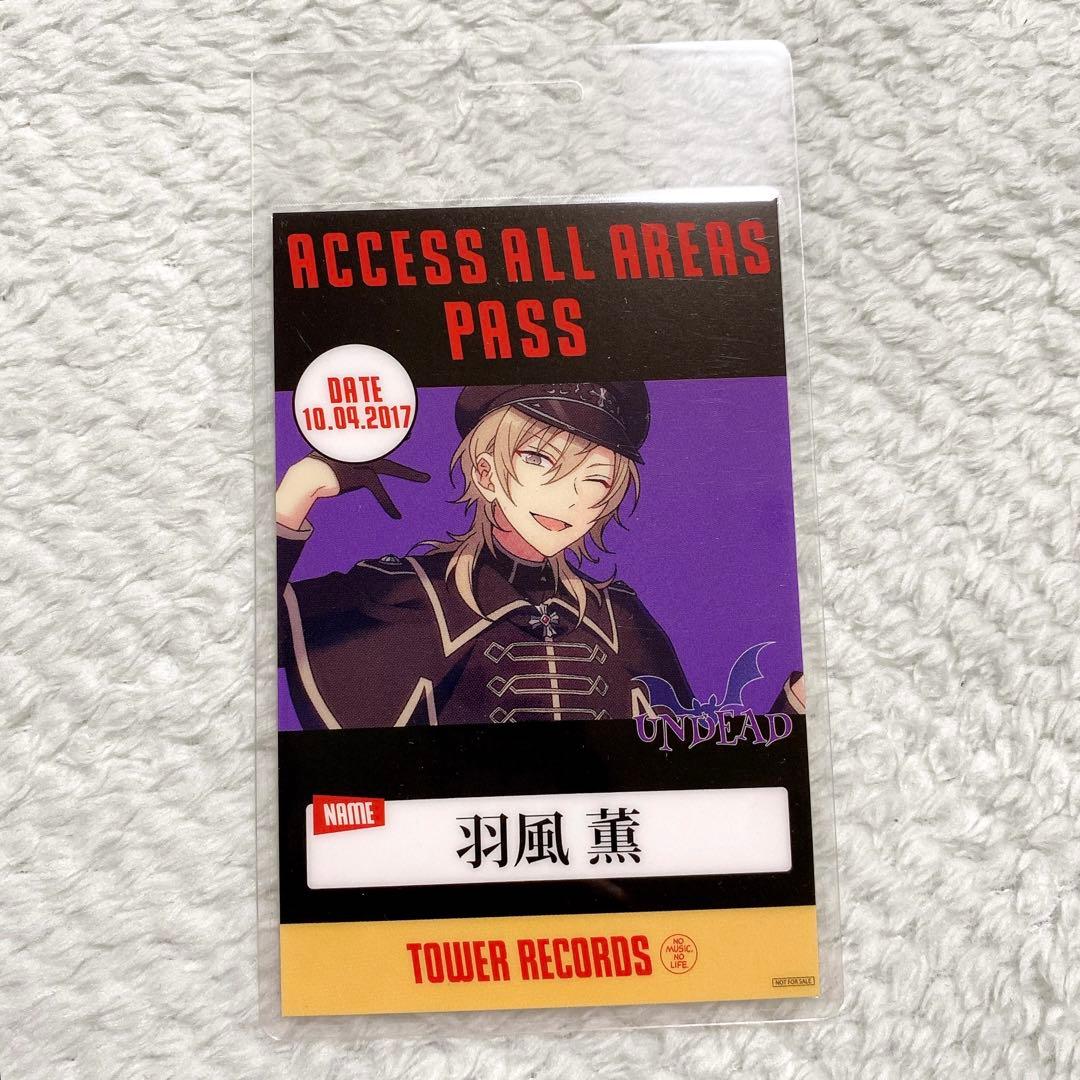 ACCESS ALL AREAS
PASS
DATE
10.04.2017
UNDEAD
NAME
羽風 薫
TOWER RECORDS
NO
MUSIC,
NO
LIFE.
NOT FOR SALE